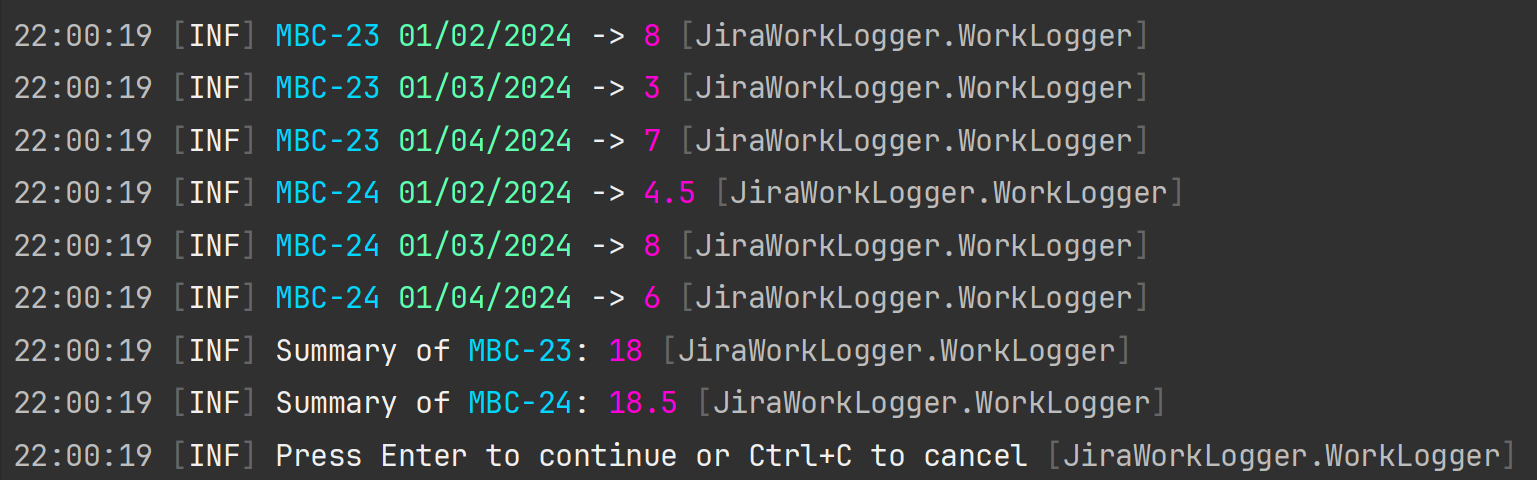 22:00:19 [INF] MBC-23 01/02/2024 -> 8 [JiraWorkLogger.WorkLogger]
22:00:19 [INF] MBC-23 01/03/2024 -> 3 [JiraWorkLogger.WorkLogger]
22:00:19 [INF] MBC-23 01/04/2024 -> 7 [JiraWorkLogger.WorkLogger]
22:00:19 [INF] MBC-24 01/02/2024 -> 4.5 [JiraWorkLogger.WorkLogger]
22:00:19 [INF] MBC-24 01/03/2024 -> 8 [JiraWorkLogger.WorkLogger]
22:00:19 [INF] MBC-24 01/04/2024 -> 6 [JiraWorkLogger.WorkLogger]
22:00:19 [INF] Summary of MBC-23: 18 [JiraWorkLogger.WorkLogger]
22:00:19 [INF] Summary of MBC-24: 18.5 [JiraWorkLogger.WorkLogger]
22:00:19 [INF] Press Enter to continue or Ctrl+C to cancel [JiraWorkLogger.WorkLogger]